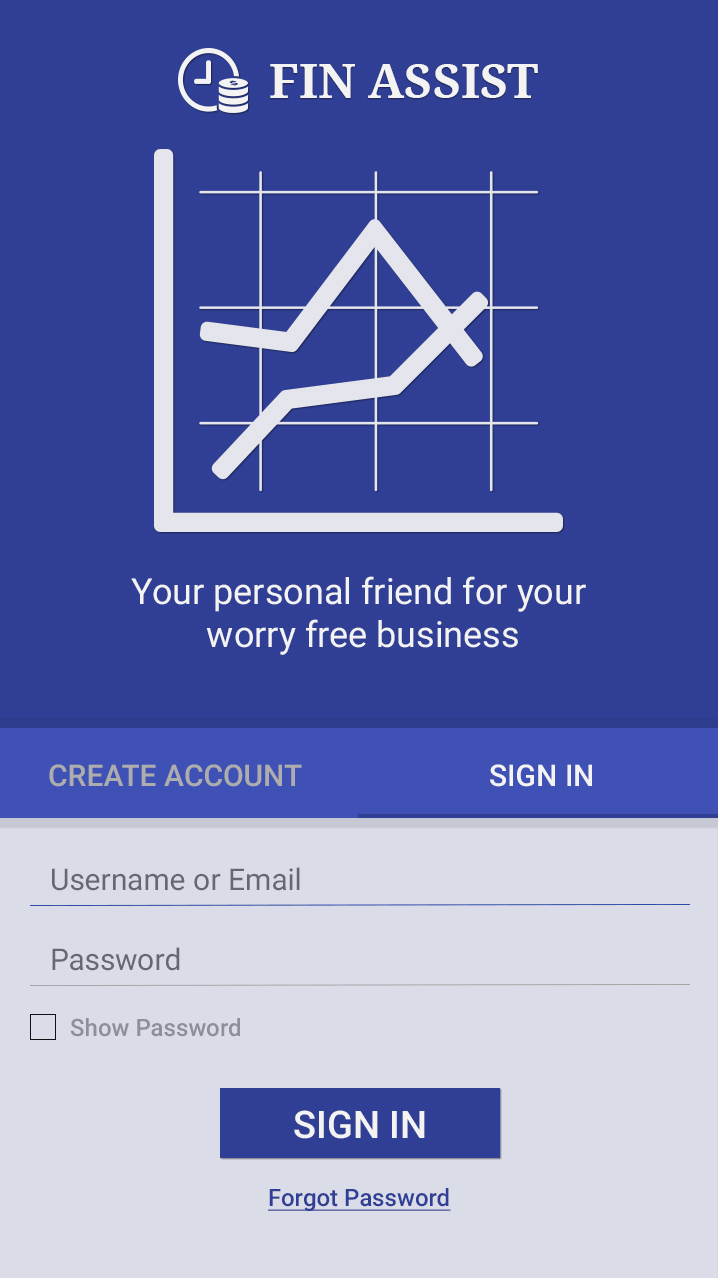 FIN ASSIST
Your personal friend for your
worry free business
CREATE ACCOUNT
SIGN IN
Username or Email
Password
Show Password
SIGN IN
Forgot Password